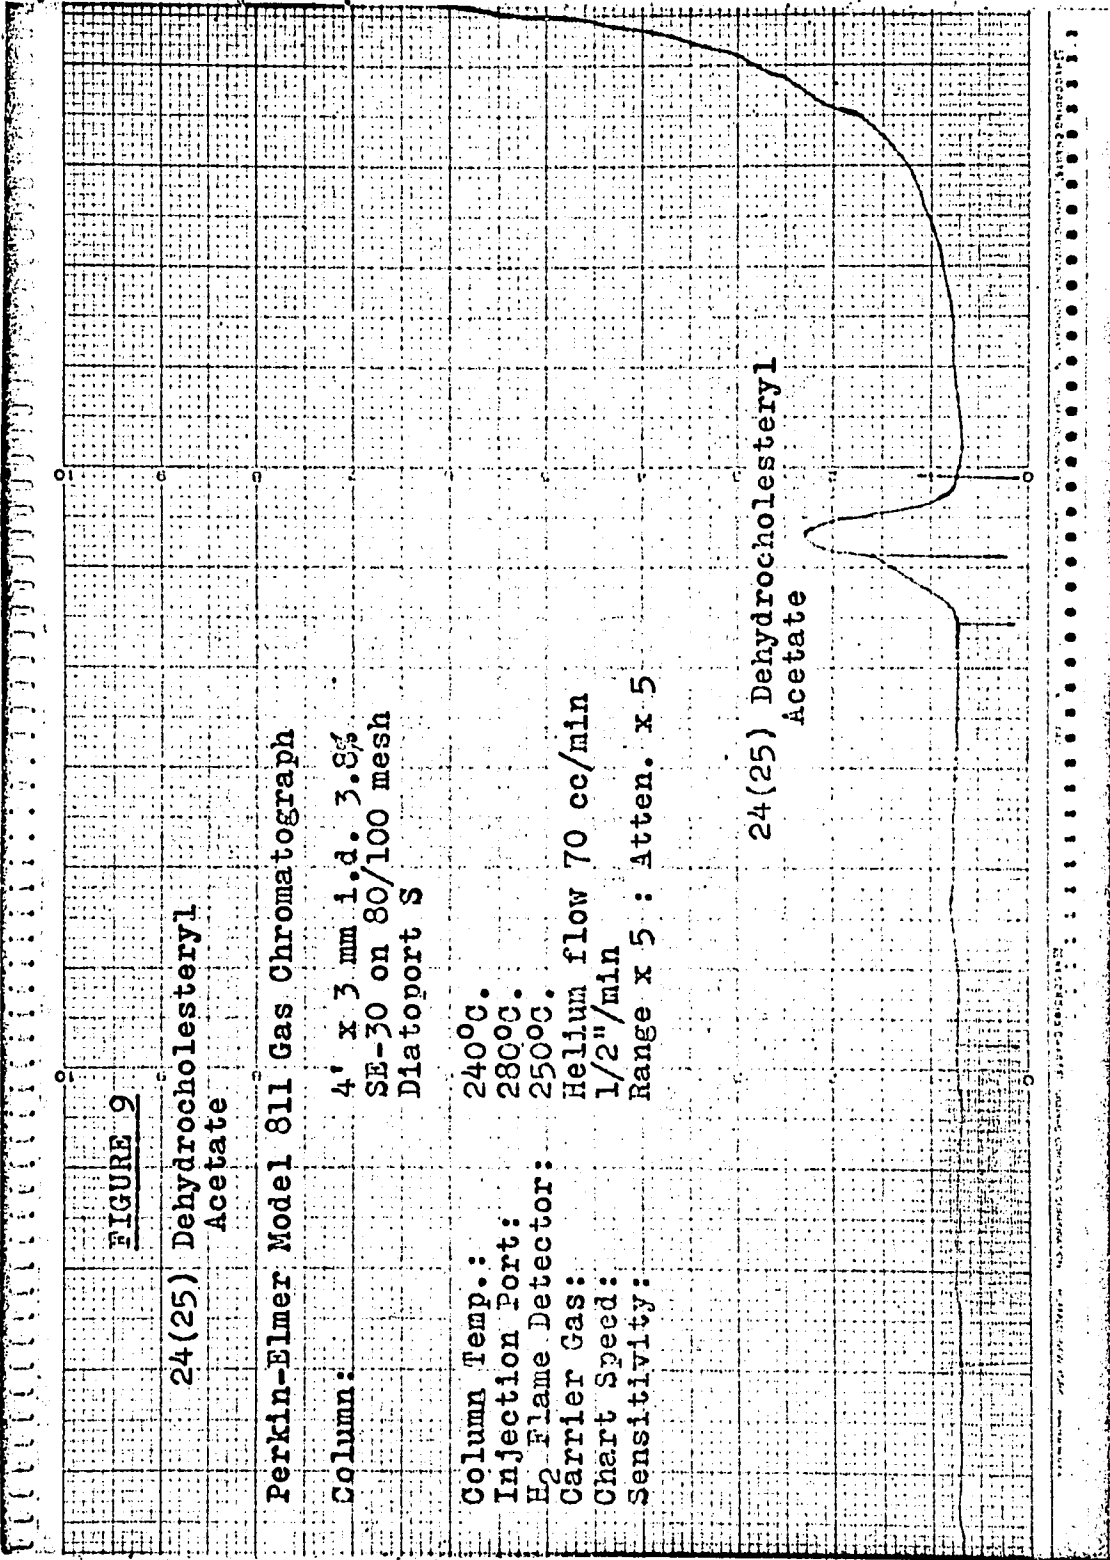 FIGURE 9
24(25) Dehydrocholesteryl
Acetate
Perkin-Elmer Model 811 Gas Chromatograph
Column: 4' x 3 mm i.d. 3.8%
SE-30 on 80/100 mesh
Diatoport S
Column Temp.: 240°C.
Injection Port: 280°C.
H2 Flame Detector: 250°C.
Carrier Gas: Helium flow 70 cc/min
Chart Speed: 1/2"/min
Sensitivity: Range x 5 : Atten. x 5
24(25) Dehydrocholesteryl
Acetate